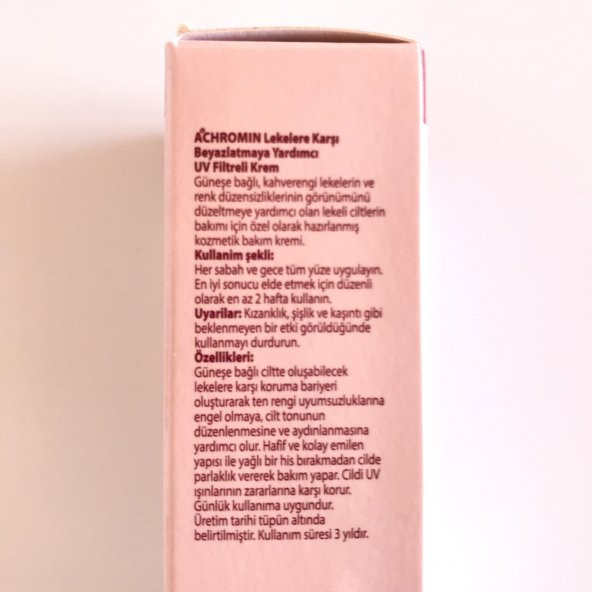 ACHROMIN Lekelere Karşı
Beyazlatmaya Yardımcı
UV Filtreli Krem
Güneşe bağlı, kahverengi lekelerin ve
renk düzensizliklerinin görünümünü
düzeltmeye yardımcı olan lekeli ciltlerin
bakımı için özel olarak hazırlanmış
kozmetik bakım kremi.
Kullanim şekli:
Her sabah ve gece tüm yüze uygulayın.
En iyi sonucu elde etmek için düzenli
olarak en az 2 hafta kullanın.
Uyarilar: Kızarıklık, şişlik ve kaşıntı gibi
beklenmeyen bir etki görüldüğünde
kullanmayı durdurun.
Özellikleri:
Güneşe bağlı ciltte oluşabilecek
lekelere karşı koruma bariyeri
oluşturarak ten rengi uyumsuzluklarına
engel olmaya, cilt tonunun
düzenlenmesine ve aydınlanmasına
yardımcı olur. Hafif ve kolay emilen
yapısı ile yağlı bir his bırakmadan cilde
parlaklık vererek bakım yapar. Cildi UV
ışınlarının zararlarına karşı korur.
Günlük kullanıma uygundur.
Üretim tarihi tüpün altında
belirtilmiştir. Kullanım süresi 3 yıldır.